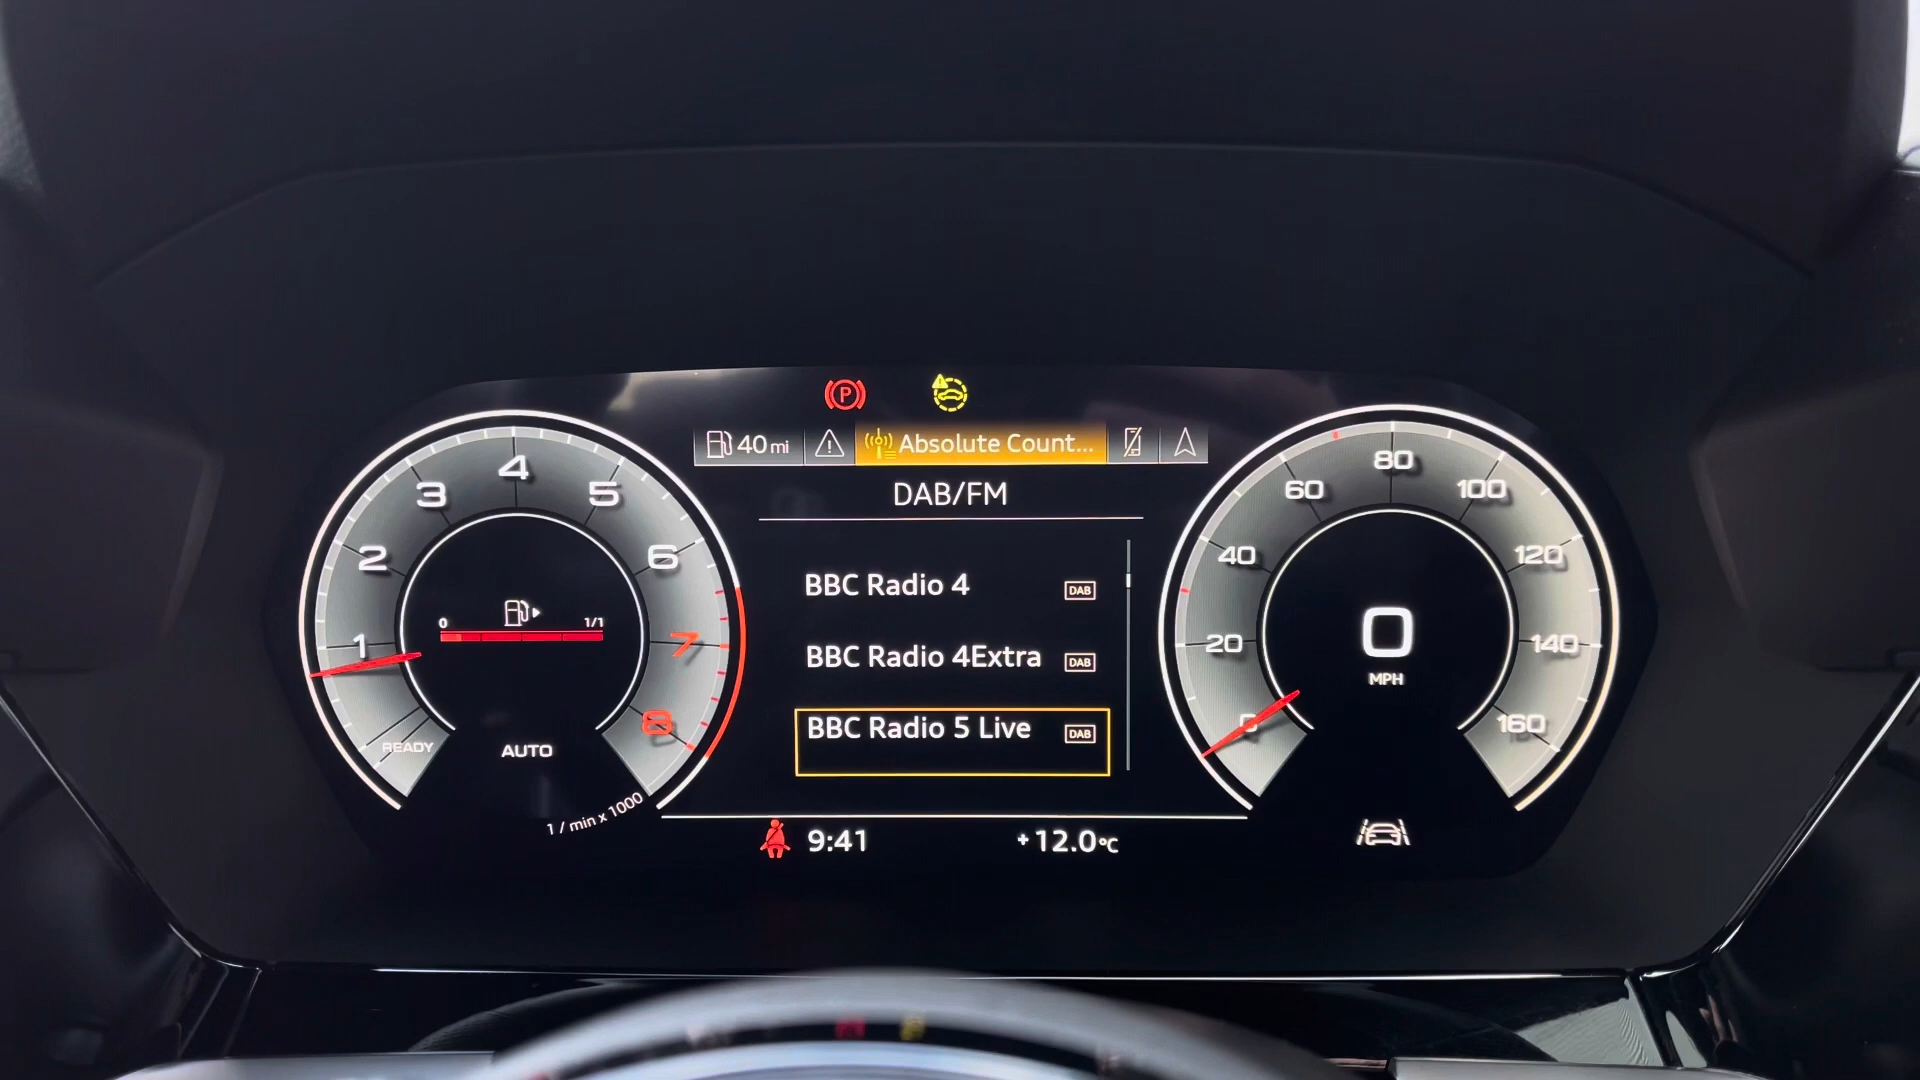 P
40 mi
Absolute Count...
DAB/FM
BBC Radio 4 DAB
BBC Radio 4Extra DAB
BBC Radio 5 Live DAB
9:41
+12.0°C
READY
1
2
3
4
5
6
7
8
0 1/1
AUTO
1 / min x 1000
0
20
40
60
80
100
120
140
160
0
MPH